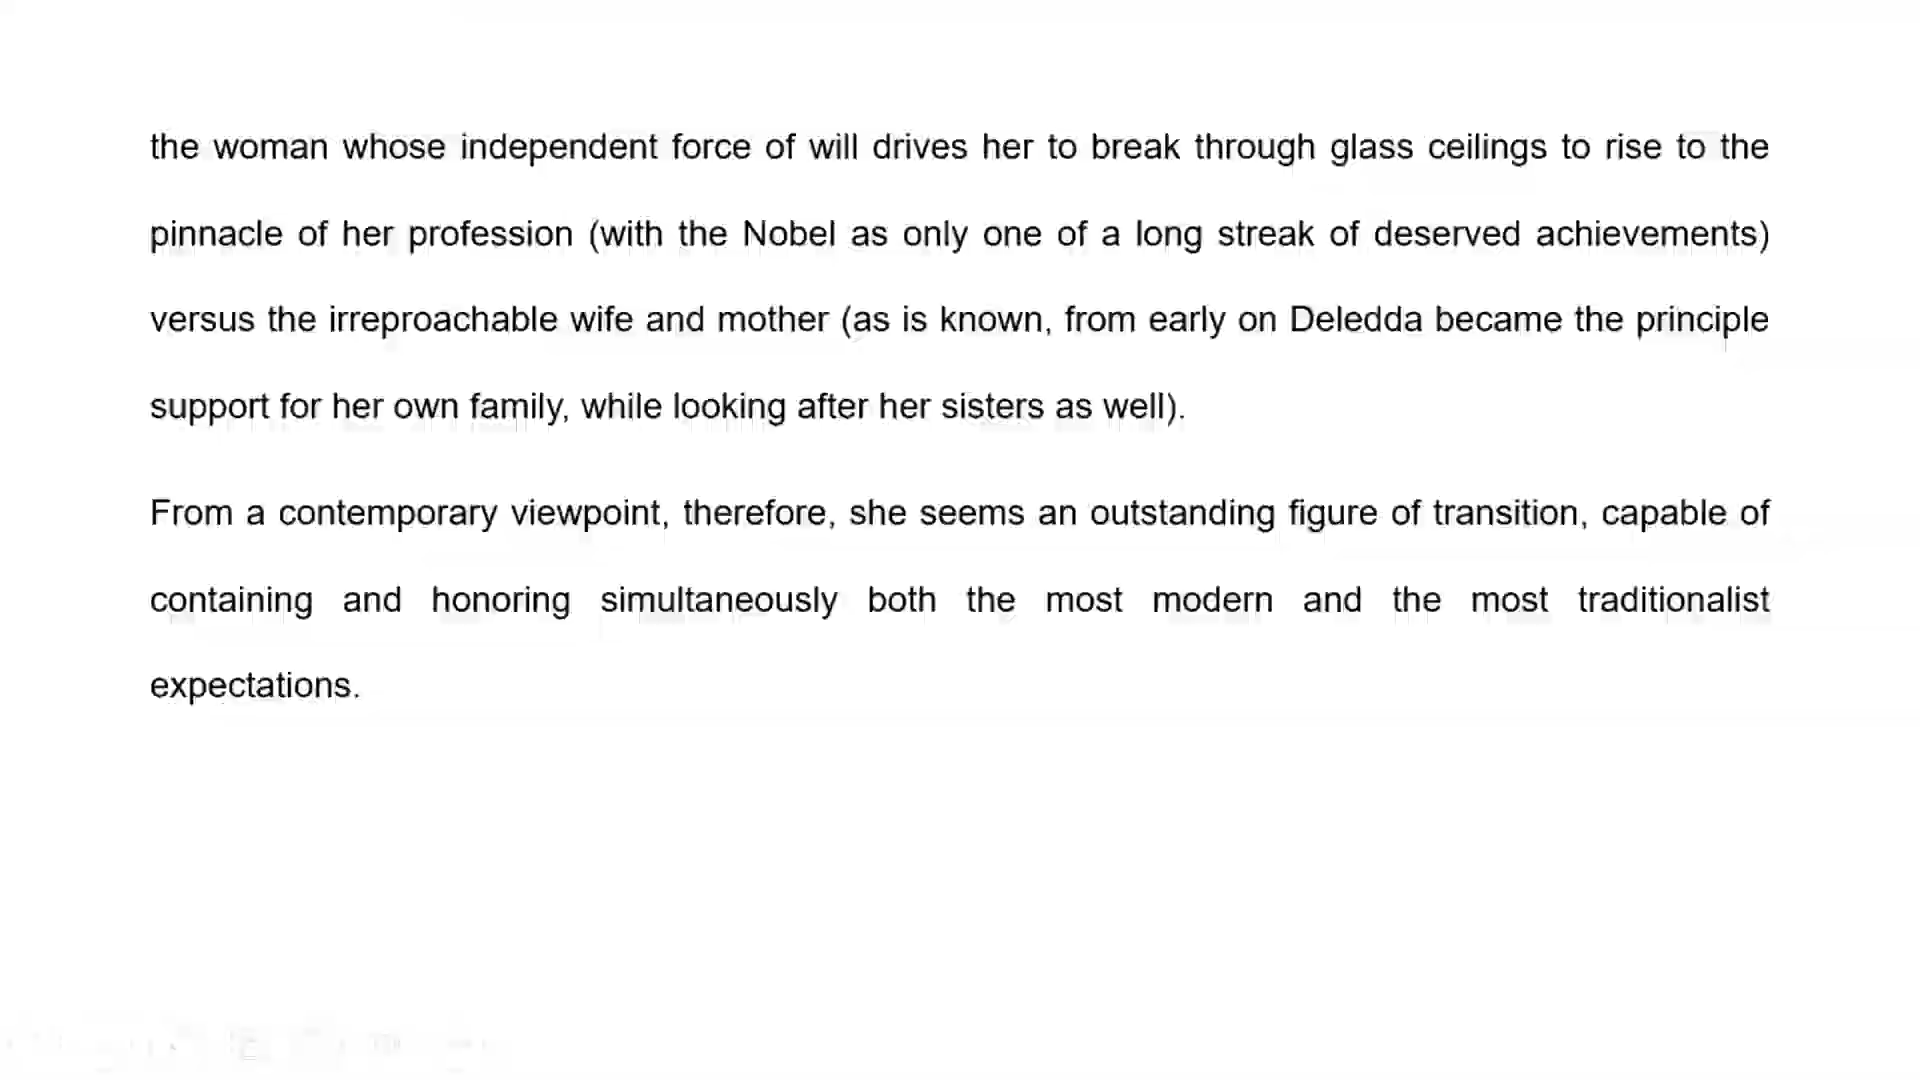 the woman whose independent force of will drives her to break through glass ceilings to rise to the
pinnacle of her profession (with the Nobel as only one of a long streak of deserved achievements)
versus the irreproachable wife and mother (as is known, from early on Deledda became the principle
support for her own family, while looking after her sisters as well).
From a contemporary viewpoint, therefore, she seems an outstanding figure of transition, capable of
containing and honoring simultaneously both the most modern and the most traditionalist
expectations.